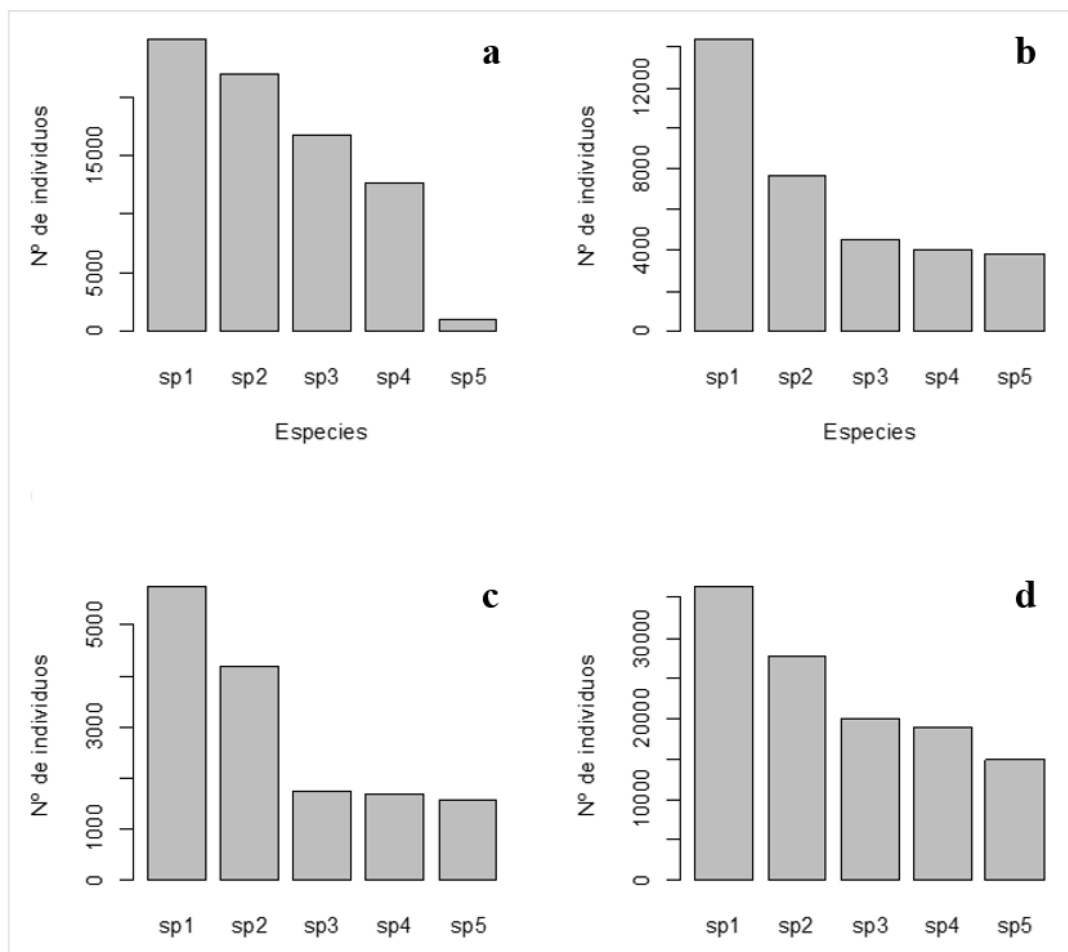 a
Nº de individuos
15000
5000
0
sp1 sp2 sp3 sp4 sp5
Especies
b
Nº de individuos
12000
8000
4000
0
sp1 sp2 sp3 sp4 sp5
Especies
c
Nº de individuos
5000
3000
1000
0
sp1 sp2 sp3 sp4 sp5
d
Nº de individuos
30000
20000
10000
0
sp1 sp2 sp3 sp4 sp5